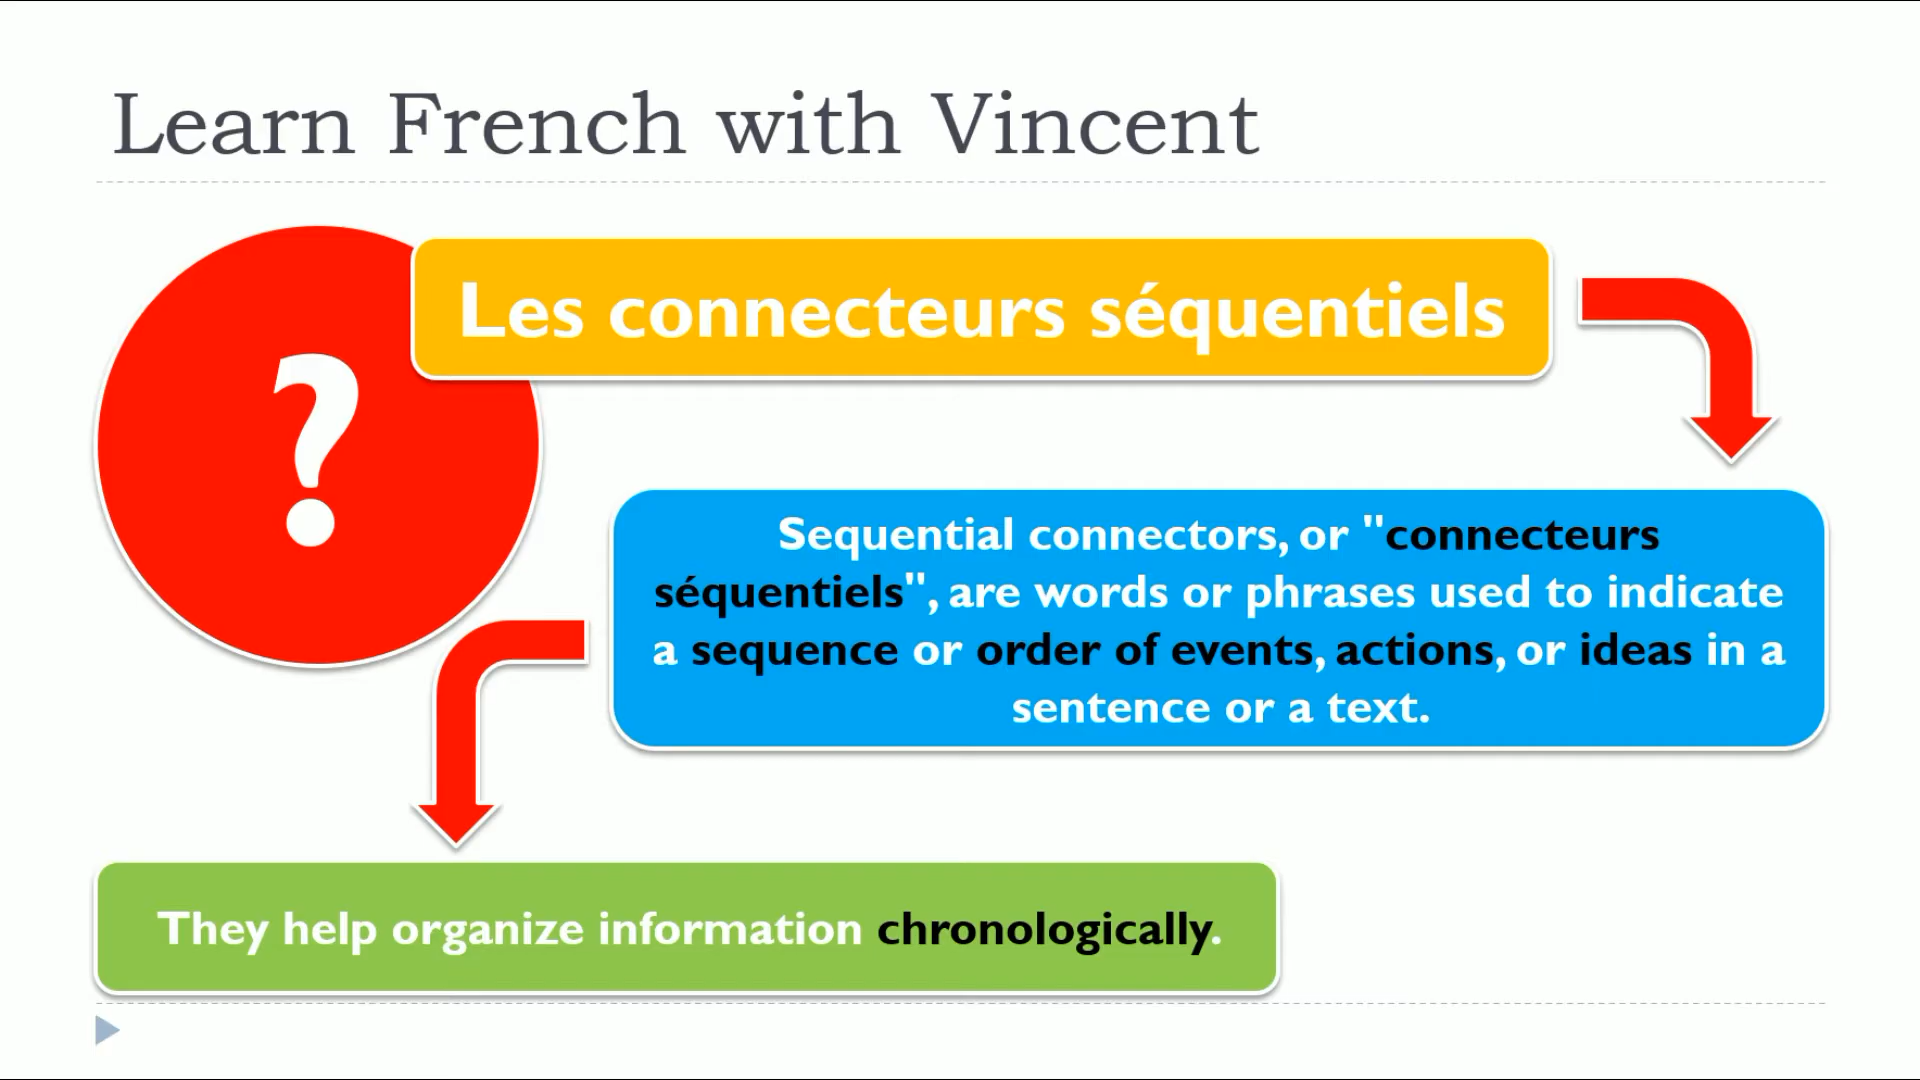 Learn French with Vincent
?
Les connecteurs séquentiels
Sequential connectors, or "connecteurs
séquentiels", are words or phrases used to indicate
a sequence or order of events, actions, or ideas in a
sentence or a text.
They help organize information chronologically.